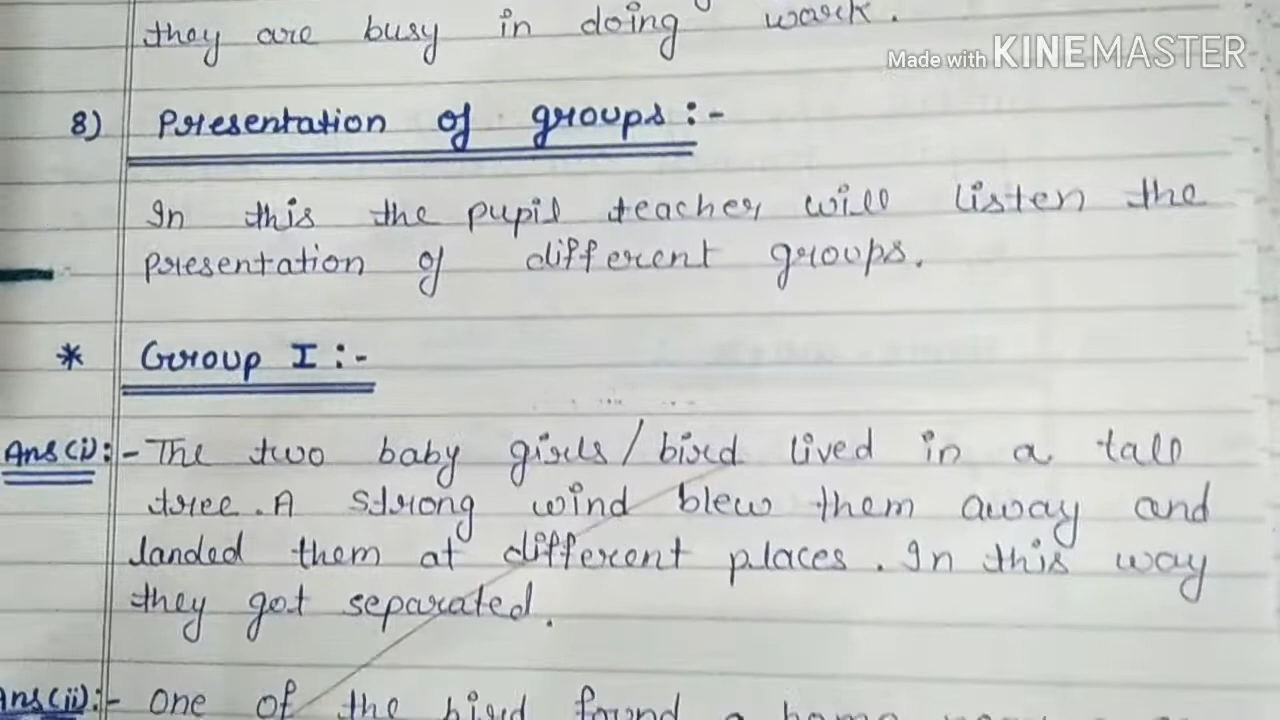 they are busy in doing work.
Made with KINEMASTER
8) Presentation of groups:-
In this the pupil teacher will listen the
presentation of different groups.
* Group I:-
Ans(i):- The two baby girls/bird lived in a tall
tree. A strong wind blew them away and
landed them at different places. In this way
they got separated.
Ans(ii):- One of the bird found a home